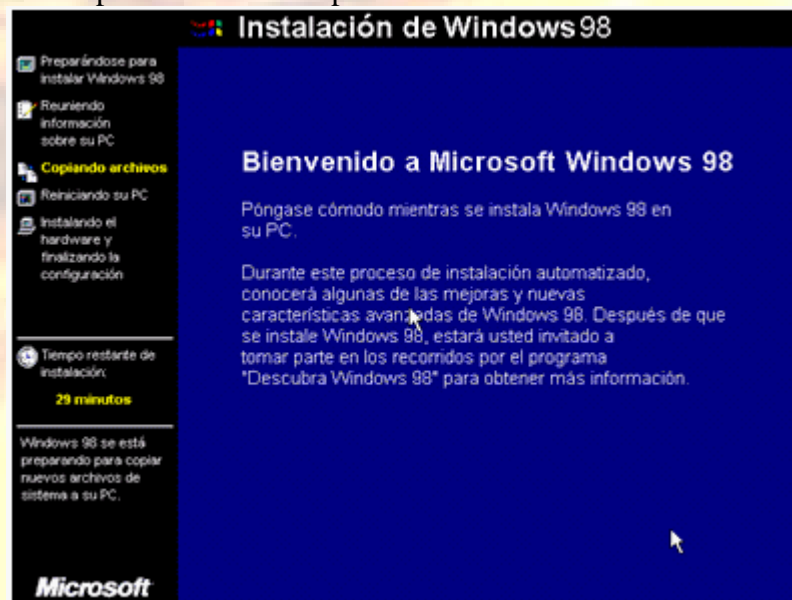 Instalación de Windows 98
Preparándose para
instalar Windows 98
Reuniendo
información
sobre su PC
Copiando archivos
Reiniciando su PC
Instalando el
hardware y
finalizando la
configuración
Tiempo restante de
instalación:
29 minutos
Windows 98 se está
preparando para copiar
nuevos archivos de
sistema a su PC.
Microsoft
Bienvenido a Microsoft Windows 98
Póngase cómodo mientras se instala Windows 98 en
su PC.
Durante este proceso de instalación automatizado,
conocerá algunas de las mejoras y nuevas
características avanzadas de Windows 98. Después de que
se instale Windows 98, estará usted invitado a
tomar parte en los recorridos por el programa
"Descubra Windows 98" para obtener más información.